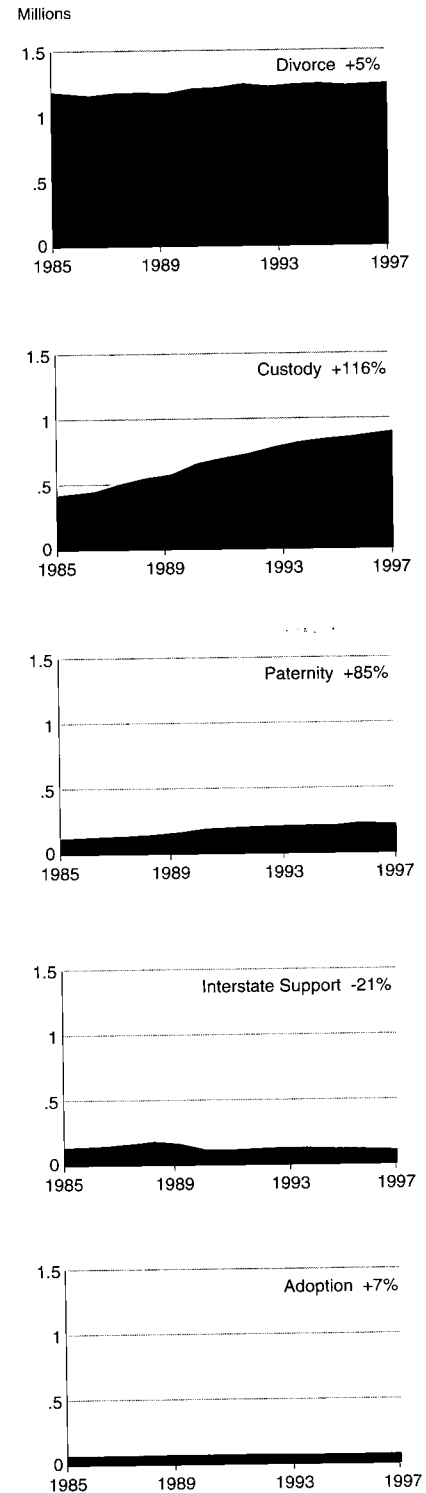 Millions
1.5
Divorce +5%
1
.5
0
1985 1989 1993 1997
1.5
Custody +116%
1
.5
0
1985 1989 1993 1997
1.5
Paternity +85%
1
.5
0
1985 1989 1993 1997
1.5
Interstate Support -21%
1
.5
0
1985 1989 1993 1997
1.5
Adoption +7%
1
.5
0
1985 1989 1993 1997